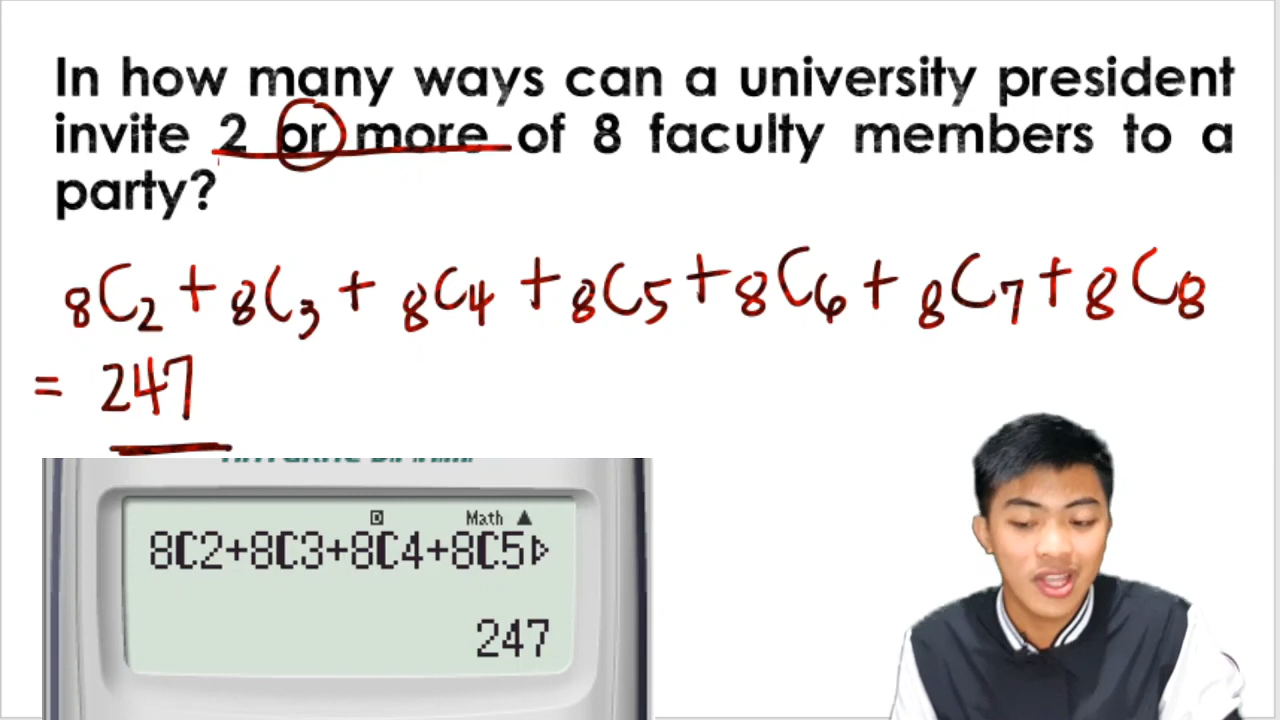 In how many ways can a university president
invite 2 or more of 8 faculty members to a
party?
8C2 + 8C3 + 8C4 + 8C5 + 8C6 + 8C7 + 8C8
= 247
D Math ▲
8C2+8C3+8C4+8C5▷
247